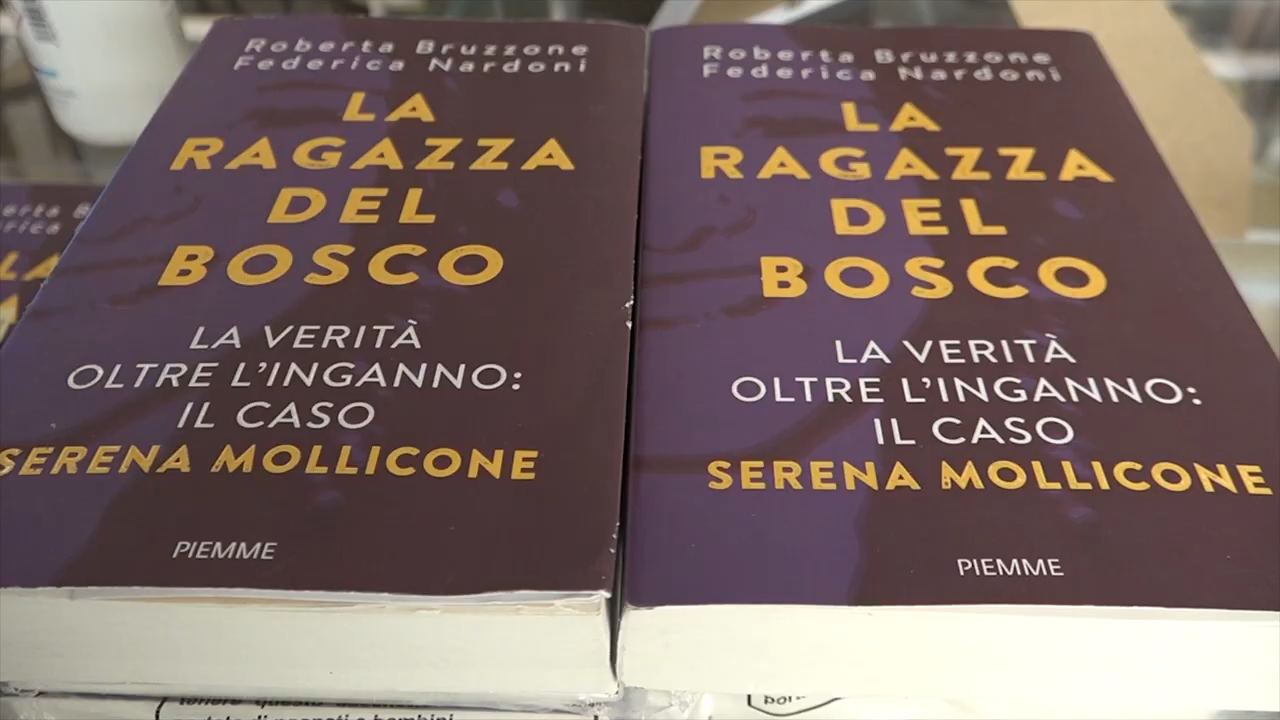 Roberta Bruzzone
Federica Nardoni
LA
RAGAZZA
DEL
BOSCO
LA VERITÀ
OLTRE L'INGANNO:
IL CASO
SERENA MOLLICONE
PIEMME
Roberta Bruzzone
Federica Nardoni
LA
RAGAZZA
DEL
BOSCO
LA VERITÀ
OLTRE L'INGANNO:
IL CASO
SERENA MOLLICONE
PIEMME
LA